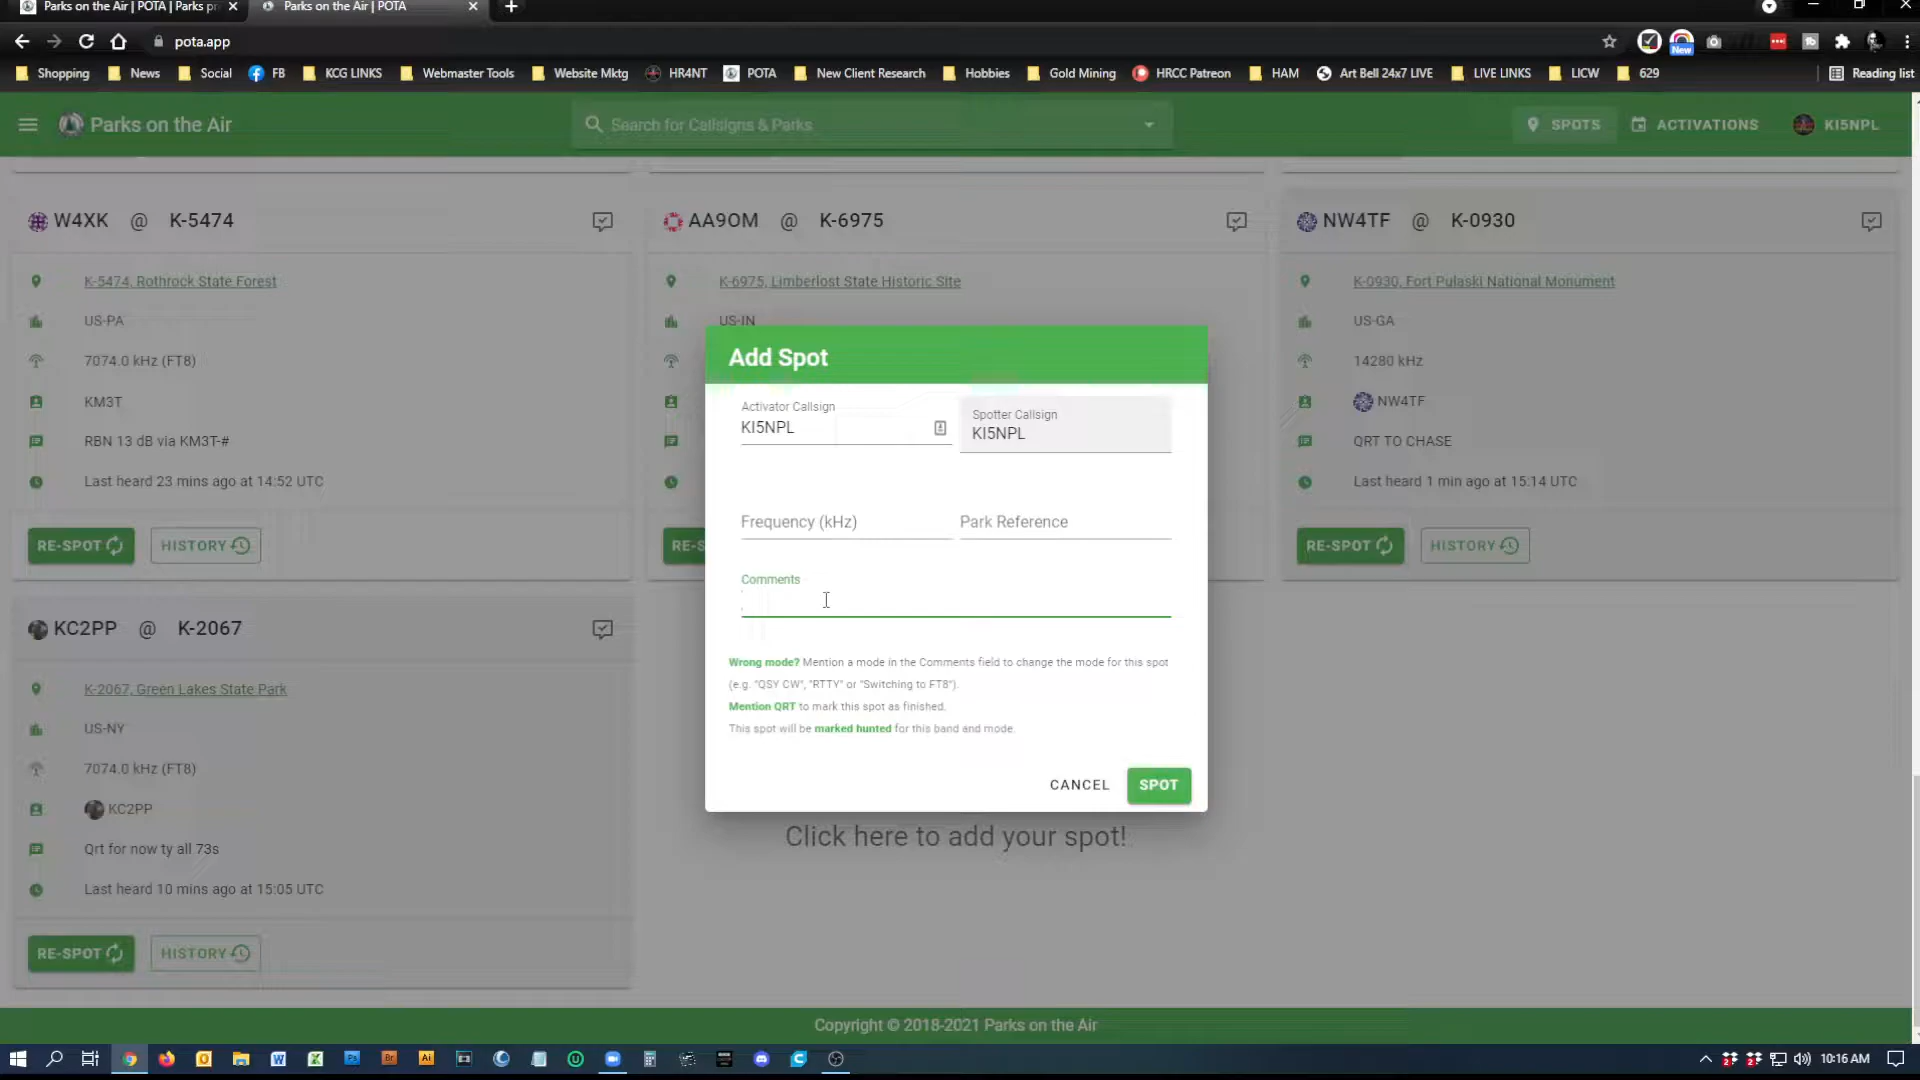 Parks on the Air | POTA | Parks pr
Parks on the Air | POTA
pota.app
New
Shopping
News
Social
FB
KCG LINKS
Webmaster Tools
Website Mktg
HR4NT
POTA
New Client Research
Hobbies
Gold Mining
HRCC Patreon
HAM
Art Bell 24x7 LIVE
LIVE LINKS
LICW
629
Reading list
Parks on the Air
Search for Callsigns & Parks
SPOTS
ACTIVATIONS
KI5NPL
W4XK @ K-5474
K-5474, Rothrock State Forest
US-PA
7074.0 kHz (FT8)
KM3T
RBN 13 dB via KM3T-#
Last heard 23 mins ago at 14:52 UTC
RE-SPOT
HISTORY
AA9OM @ K-6975
K-6975, Limberlost State Historic Site
US-IN
RE-S
NW4TF @ K-0930
K-0930, Fort Pulaski National Monument
US-GA
14280 kHz
NW4TF
QRT TO CHASE
Last heard 1 min ago at 15:14 UTC
RE-SPOT
HISTORY
Add Spot
Activator Callsign
KI5NPL
Spotter Callsign
KI5NPL
Frequency (kHz)
Park Reference
Comments
Wrong mode? Mention a mode in the Comments field to change the mode for this spot
(e.g. "QSY CW", "RTTY" or "Switching to FT8").
Mention QRT to mark this spot as finished.
This spot will be marked hunted for this band and mode.
CANCEL
SPOT
KC2PP @ K-2067
K-2067, Green Lakes State Park
US-NY
7074.0 kHz (FT8)
KC2PP
Qrt for now ty all 73s
Last heard 10 mins ago at 15:05 UTC
RE-SPOT
HISTORY
Click here to add your spot!
Copyright © 2018-2021 Parks on the Air
10:16 AM